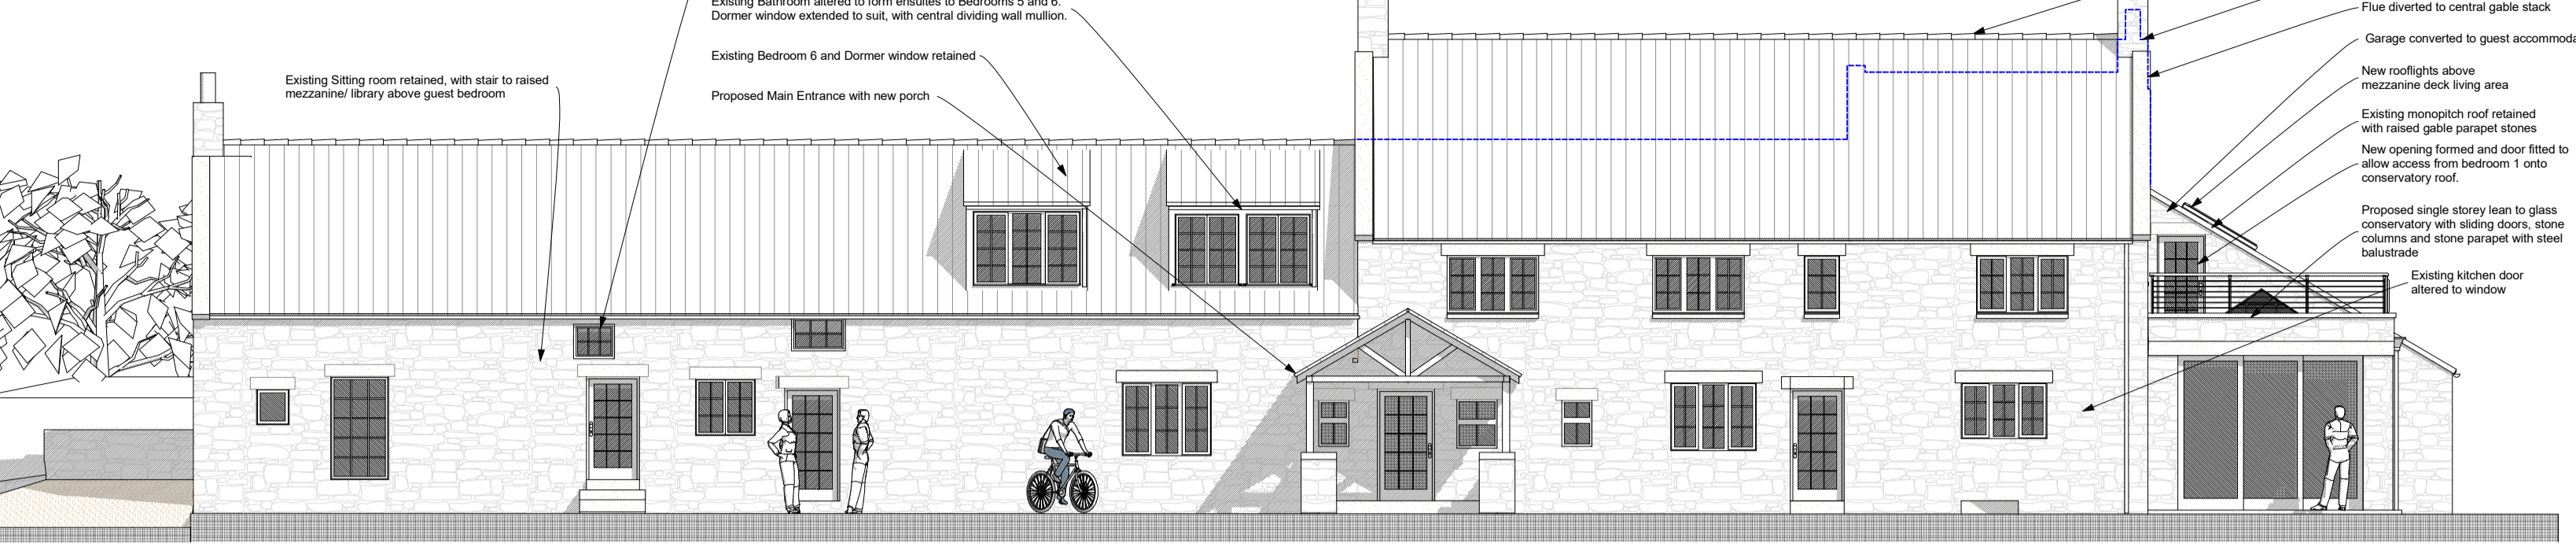 Existing Bathroom altered to form ensuites to Bedrooms 5 and 6.
Dormer window extended to suit, with central dividing wall mullion.
Existing Bedroom 6 and Dormer window retained
Proposed Main Entrance with new porch
Existing Sitting room retained, with stair to raised
mezzanine/ library above guest bedroom
Flue diverted to central gable stack
Garage converted to guest accommoda
New rooflights above
mezzanine deck living area
Existing monopitch roof retained
with raised gable parapet stones
New opening formed and door fitted to
allow access from bedroom 1 onto
conservatory roof.
Proposed single storey lean to glass
conservatory with sliding doors, stone
columns and stone parapet with steel
balustrade
Existing kitchen door
altered to window